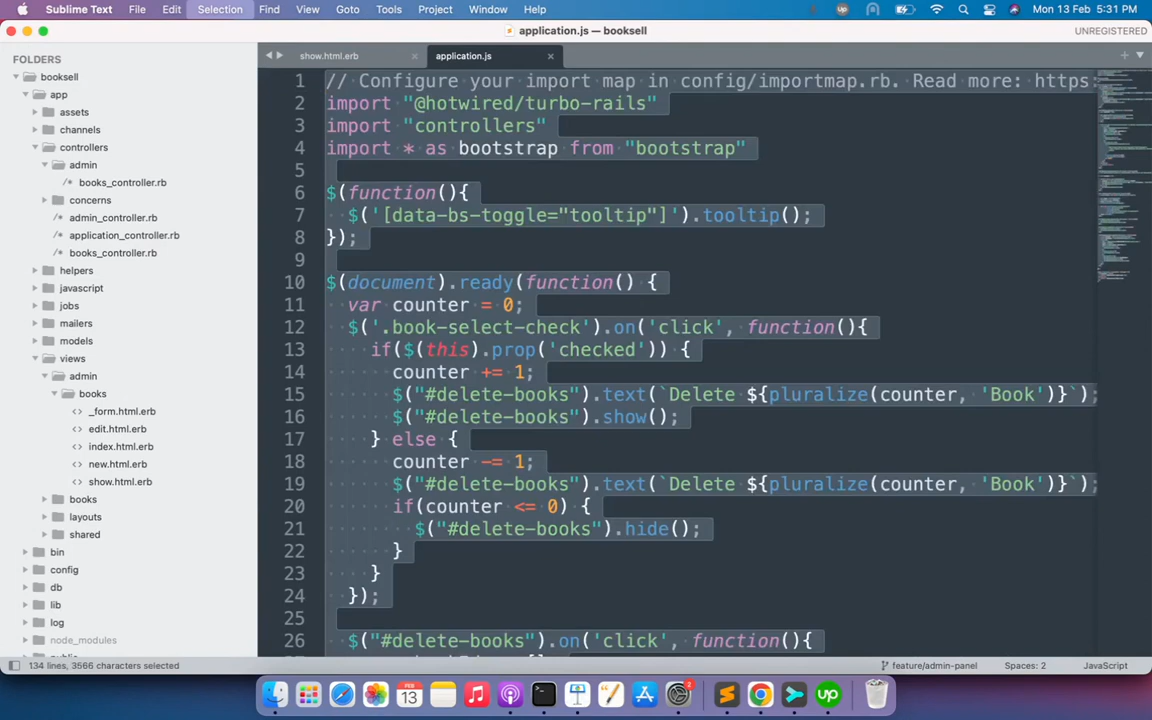 Sublime Text File Edit Selection Find View Goto Tools Project Window Help
Mon 13 Feb 5:31 PM
application.js — booksell
UNREGISTERED
FOLDERS
booksell
app
assets
channels
controllers
admin
books_controller.rb
concerns
admin_controller.rb
application_controller.rb
books_controller.rb
helpers
javascript
jobs
mailers
models
views
admin
books
_form.html.erb
edit.html.erb
index.html.erb
new.html.erb
show.html.erb
books
layouts
shared
bin
config
db
lib
log
node_modules
show.html.erb
application.js
1 // Configure your import map in config/importmap.rb. Read more: https:
2 import "@hotwired/turbo-rails"
3 import "controllers"
4 import * as bootstrap from "bootstrap"
5
6 $(function(){
7 $('[data-bs-toggle="tooltip"]').tooltip();
8 });
9
10 $(document).ready(function() {
11 var counter = 0;
12 $('.book-select-check').on('click', function(){
13 if($(this).prop('checked')) {
14 counter += 1;
15 $("#delete-books").text(`Delete ${pluralize(counter, 'Book')}`);
16 $("#delete-books").show();
17 } else {
18 counter -= 1;
19 $("#delete-books").text(`Delete ${pluralize(counter, 'Book')}`);
20 if(counter <= 0) {
21 $("#delete-books").hide();
22 }
23 }
24 });
25
26 $("#delete-books").on('click', function(){
134 lines, 3566 characters selected
feature/admin-panel
Spaces: 2
JavaScript
FEB
13
2
up